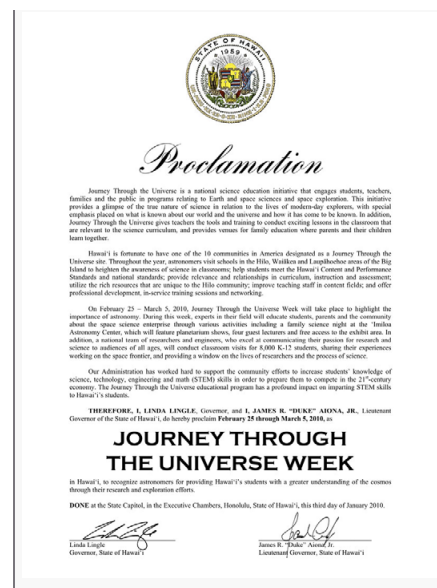 STATE OF HAWAII
1959
Proclamation
Journey Through the Universe is a national science education initiative that engages students, teachers,
families and the public in programs relating to Earth and space sciences and space exploration. This initiative
provides a glimpse of the true nature of science in relation to the lives of modern-day explorers, with special
emphasis placed on what is known about our world and the universe and how it has come to be known. In addition,
Journey Through the Universe gives teachers the tools and training to conduct exciting lessons in the classroom that
are relevant to the science curriculum, and provides venues for family education where parents and their children
learn together.
Hawai‘i is fortunate to have one of the 10 communities in America designated as a Journey Through the
Universe site. Throughout the year, astronomers visit schools in the Hilo, Waiākea and Laupāhoehoe areas of the Big
Island to heighten the awareness of science in classrooms; help students meet the Hawai‘i Content and Performance
Standards and national standards; provide relevance and relationships in curriculum, instruction and assessment;
utilize the rich resources that are unique to the Hilo community; improve teaching staff in content fields; and offer
professional development, in-service training sessions and networking.
On February 25 – March 5, 2010, Journey Through the Universe Week will take place to highlight the
importance of astronomy. During this week, experts in their field will educate students, parents and the community
about the space science enterprise through various activities including a family science night at the ‘Imiloa
Astronomy Center, which will feature planetarium shows, four guest lecturers and free access to the exhibit area. In
addition, a national team of researchers and engineers, who excel at communicating their passion for research and
science to audiences of all ages, will conduct classroom visits for 8,000 K-12 students, sharing their experiences
working on the space frontier, and providing a window on the lives of researchers and the process of science.
Our Administration has worked hard to support the community efforts to increase students’ knowledge of
science, technology, engineering and math (STEM) skills in order to prepare them to compete in the 21st-century
economy. The Journey Through the Universe educational program has a profound impact on imparting STEM skills
to Hawai‘i’s students.
THEREFORE, I, LINDA LINGLE, Governor, and I, JAMES R. “DUKE” AIONA, JR., Lieutenant
Governor of the State of Hawai‘i, do hereby proclaim February 25 through March 5, 2010, as
JOURNEY THROUGH
THE UNIVERSE WEEK
in Hawai‘i, to recognize astronomers for providing Hawai‘i’s students with a greater understanding of the cosmos
through their research and exploration efforts.
DONE at the State Capitol, in the Executive Chambers, Honolulu, State of Hawai‘i, this third day of January 2010.
Linda Lingle
Governor, State of Hawai‘i
James R. “Duke” Aiona, Jr.
Lieutenant Governor, State of Hawai‘i